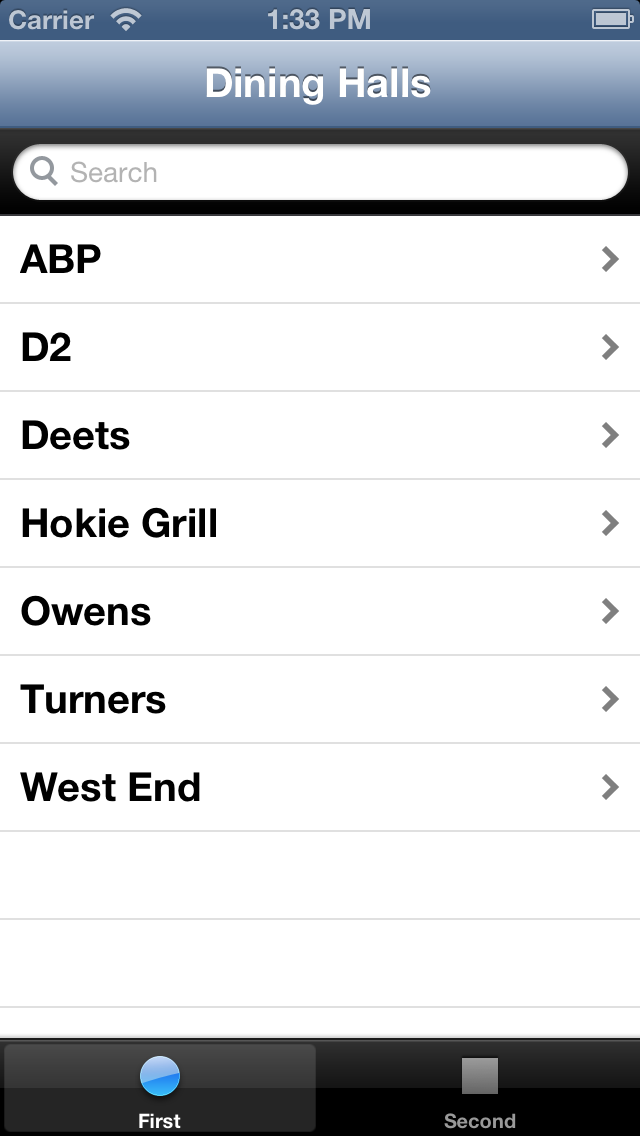 Carrier 1:33 PM
Dining Halls
Search
ABP
D2
Deets
Hokie Grill
Owens
Turners
West End
First Second